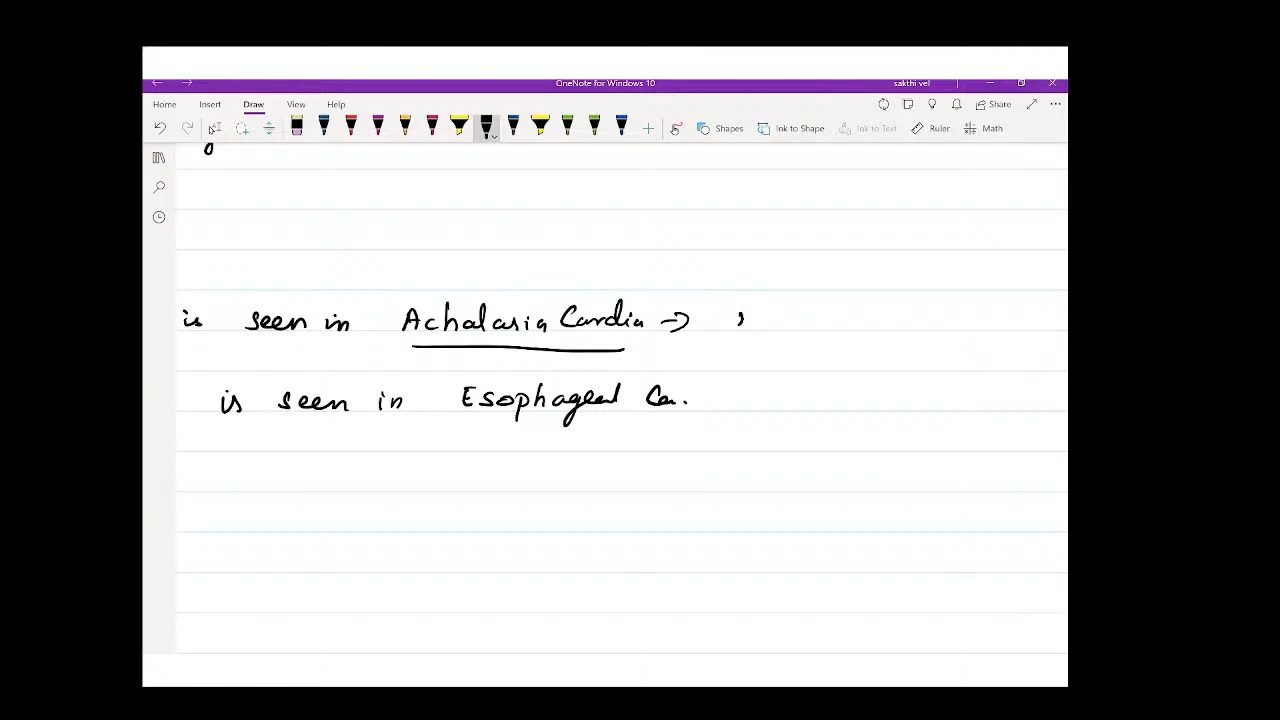 OneNote for Windows 10
sakthi vel
Home Insert Draw View Help
Share
Shapes Ink to Shape Ink to Text Ruler Math
is seen in Achalasia Cardia →
is seen in Esophageal Ca.